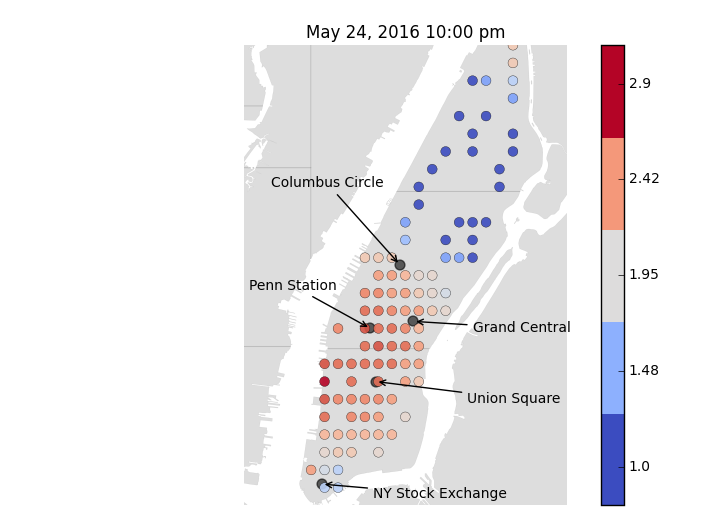 May 24, 2016 10:00 pm
2.9
Columbus Circle
2.42
Penn Station
1.95
Grand Central
1.48
Union Square
1.0
NY Stock Exchange